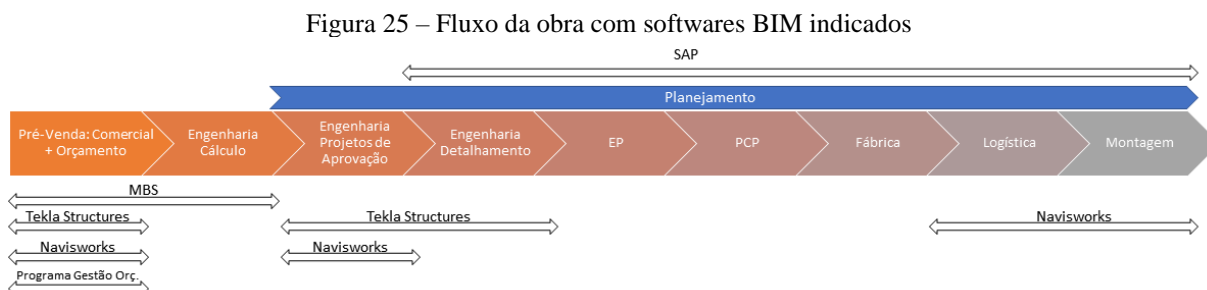 Figura 25 – Fluxo da obra com softwares BIM indicados
SAP
Planejamento
Pré-Venda: Comercial
+ Orçamento
Engenharia
Cálculo
Engenharia
Projetos de
Aprovação
Engenharia
Detalhamento
EP
PCP
Fábrica
Logística
Montagem
MBS
Tekla Structures
Tekla Structures
Navisworks
Navisworks
Navisworks
Programa Gestão Orç.